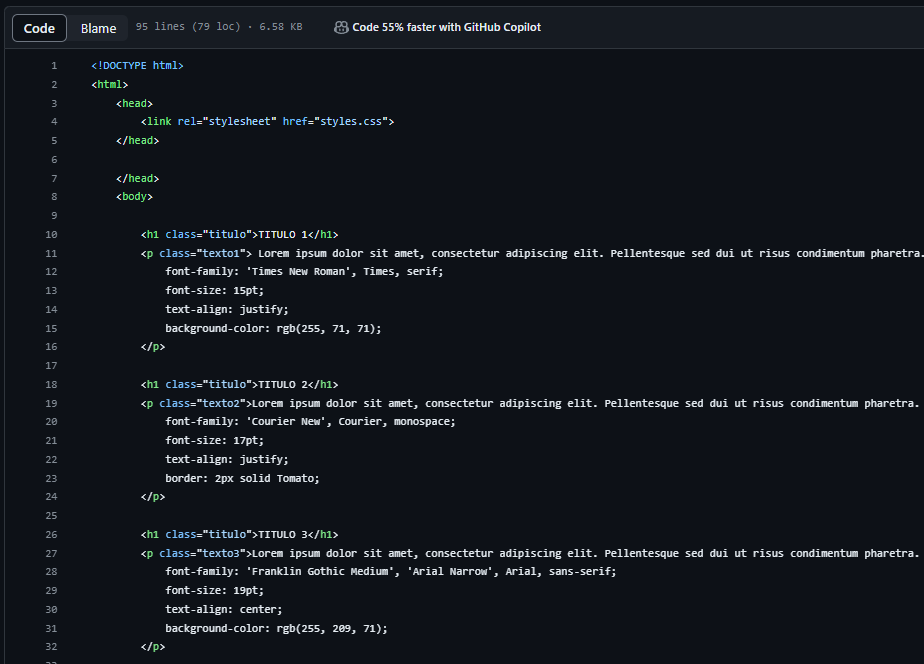 Code Blame 95 lines (79 loc) · 6.58 KB Code 55% faster with GitHub Copilot
1 <!DOCTYPE html>
2 <html>
3 <head>
4 <link rel="stylesheet" href="styles.css">
5 </head>
6
7 </head>
8 <body>
9
10 <h1 class="titulo">TITULO 1</h1>
11 <p class="texto1"> Lorem ipsum dolor sit amet, consectetur adipiscing elit. Pellentesque sed dui ut risus condimentum pharetra.
12 font-family: 'Times New Roman', Times, serif;
13 font-size: 15pt;
14 text-align: justify;
15 background-color: rgb(255, 71, 71);
16 </p>
17
18 <h1 class="titulo">TITULO 2</h1>
19 <p class="texto2">Lorem ipsum dolor sit amet, consectetur adipiscing elit. Pellentesque sed dui ut risus condimentum pharetra.
20 font-family: 'Courier New', Courier, monospace;
21 font-size: 17pt;
22 text-align: justify;
23 border: 2px solid Tomato;
24 </p>
25
26 <h1 class="titulo">TITULO 3</h1>
27 <p class="texto3">Lorem ipsum dolor sit amet, consectetur adipiscing elit. Pellentesque sed dui ut risus condimentum pharetra.
28 font-family: 'Franklin Gothic Medium', 'Arial Narrow', Arial, sans-serif;
29 font-size: 19pt;
30 text-align: center;
31 background-color: rgb(255, 209, 71);
32 </p>